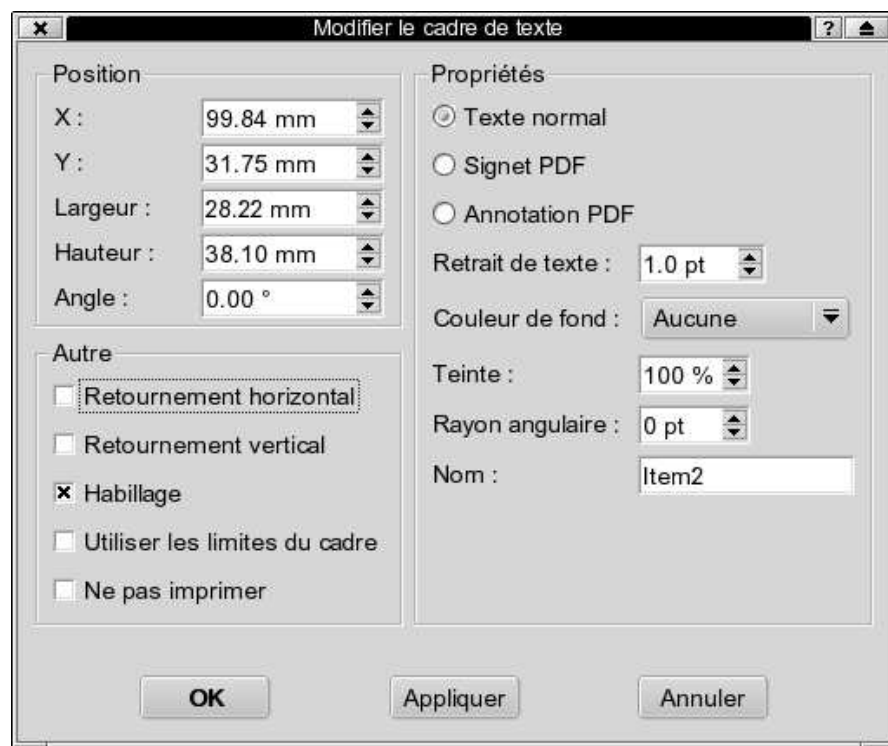 Modifier le cadre de texte
?
Position
X : 99.84 mm
Y : 31.75 mm
Largeur : 28.22 mm
Hauteur : 38.10 mm
Angle : 0.00 °
Autre
Retournement horizontal
Retournement vertical
Habillage
Utiliser les limites du cadre
Ne pas imprimer
Propriétés
Texte normal
Signet PDF
Annotation PDF
Retrait de texte : 1.0 pt
Couleur de fond : Aucune
Teinte : 100 %
Rayon angulaire : 0 pt
Nom : Item2
OK Appliquer Annuler